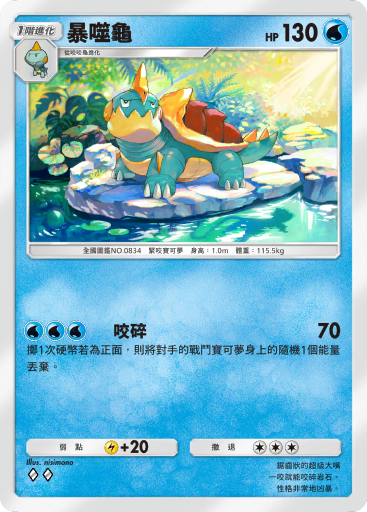 1階進化
暴噬龜
HP 130
從咬咬龜進化
全國圖鑑NO.0834 緊咬寶可夢 身高:1.0m 體重:115.5kg
咬碎 70
擲1次硬幣若為正面,則將對手的戰鬥寶可夢身上的隨機1個能量
丟棄。
弱點 +20 撤退
Illus. nisimono
鋸齒狀的超級大嘴
一咬就能咬碎岩石。
性格非常地凶暴。